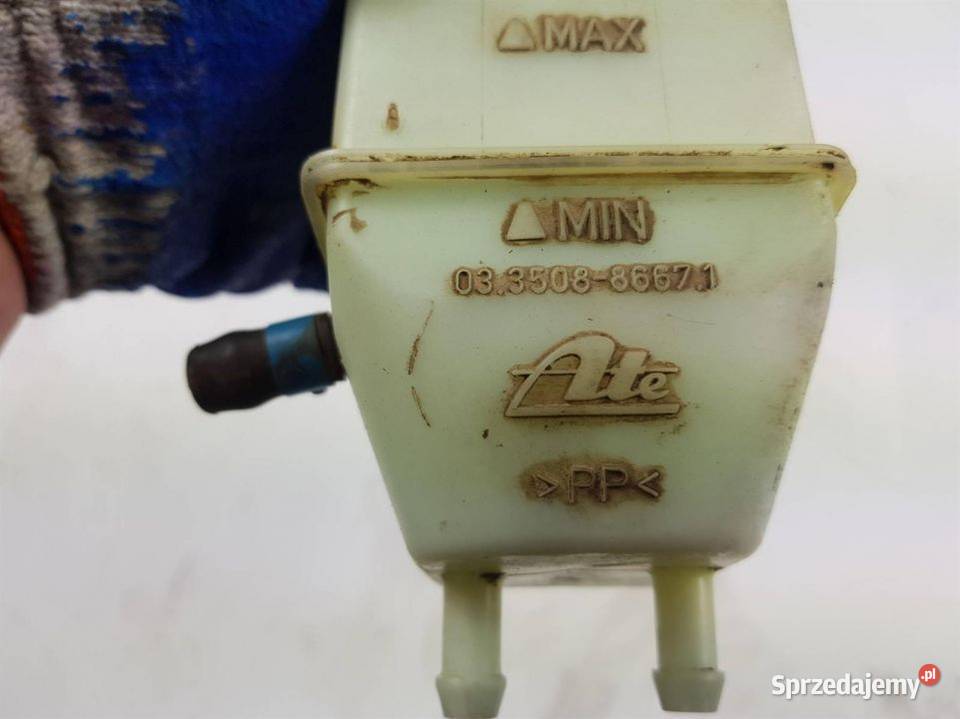 MAX
MIN
03.3508-8667.1
Ate
>PP<
Sprzedajemy.pl